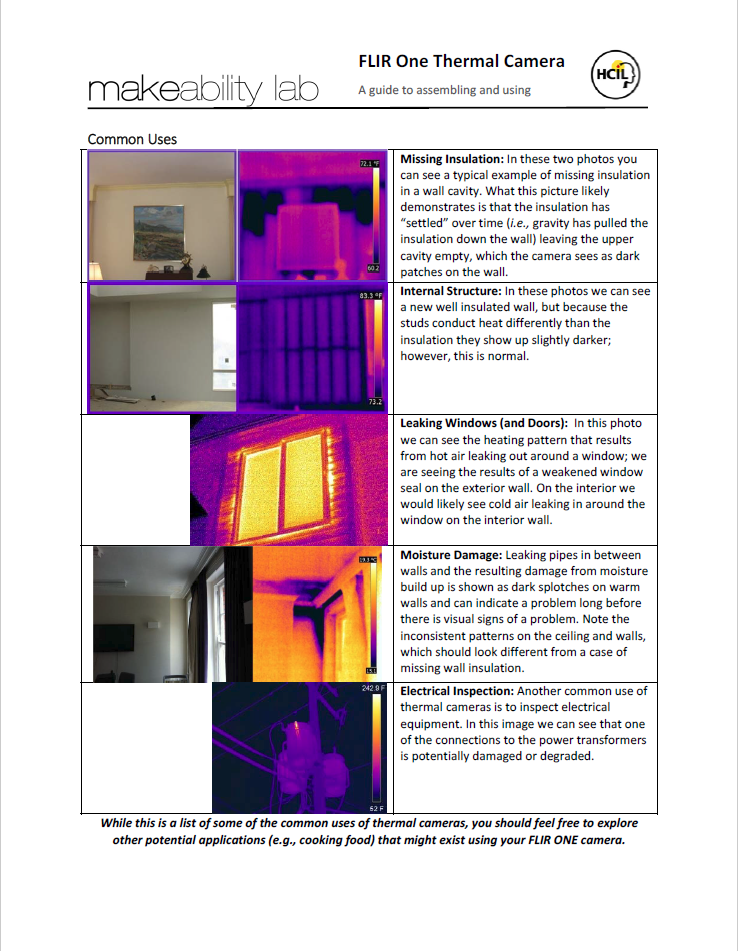 FLIR One Thermal Camera
makeability lab
A guide to assembling and using
HCIL
Common Uses
72.1 °F
60.2
Missing Insulation: In these two photos you
can see a typical example of missing insulation
in a wall cavity. What this picture likely
demonstrates is that the insulation has
“settled” over time (i.e., gravity has pulled the
insulation down the wall) leaving the upper
cavity empty, which the camera sees as dark
patches on the wall.
83.3 °F
73.2
Internal Structure: In these photos we can see
a new well insulated wall, but because the
studs conduct heat differently than the
insulation they show up slightly darker;
however, this is normal.
Leaking Windows (and Doors): In this photo
we can see the heating pattern that results
from hot air leaking out around a window; we
are seeing the results of a weakened window
seal on the exterior wall. On the interior we
would likely see cold air leaking in around the
window on the interior wall.
Moisture Damage: Leaking pipes in between
walls and the resulting damage from moisture
build up is shown as dark splotches on warm
walls and can indicate a problem long before
there is visual signs of a problem. Note the
inconsistent patterns on the ceiling and walls,
which should look different from a case of
missing wall insulation.
242.9 F
52 F
Electrical Inspection: Another common use of
thermal cameras is to inspect electrical
equipment. In this image we can see that one
of the connections to the power transformers
is potentially damaged or degraded.
While this is a list of some of the common uses of thermal cameras, you should feel free to explore
other potential applications (e.g., cooking food) that might exist using your FLIR ONE camera.